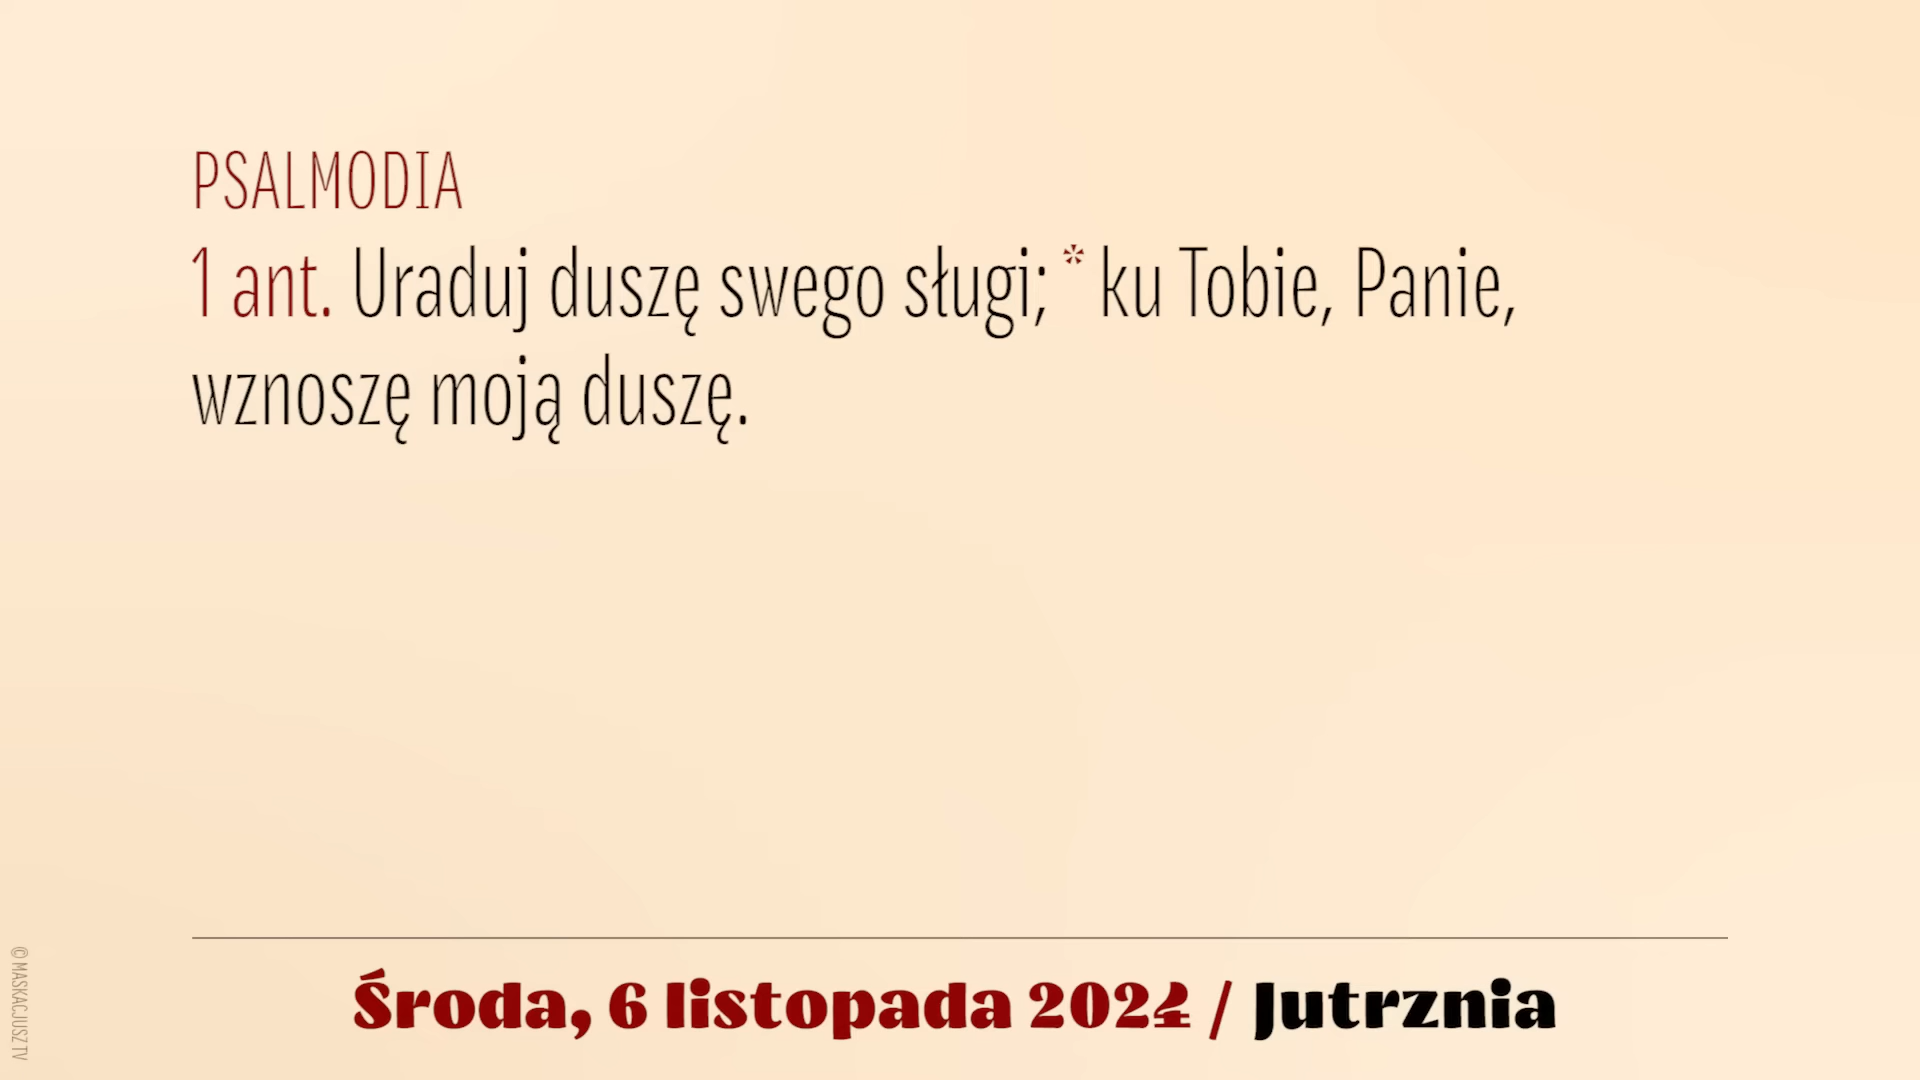 PSALMODIA
1 ant. Uraduj duszę swego sługi; * ku Tobie, Panie,
wznoszę moją duszę.
Środa, 6 listopada 2024 / Jutrznia
© MASKACJUSZ TV